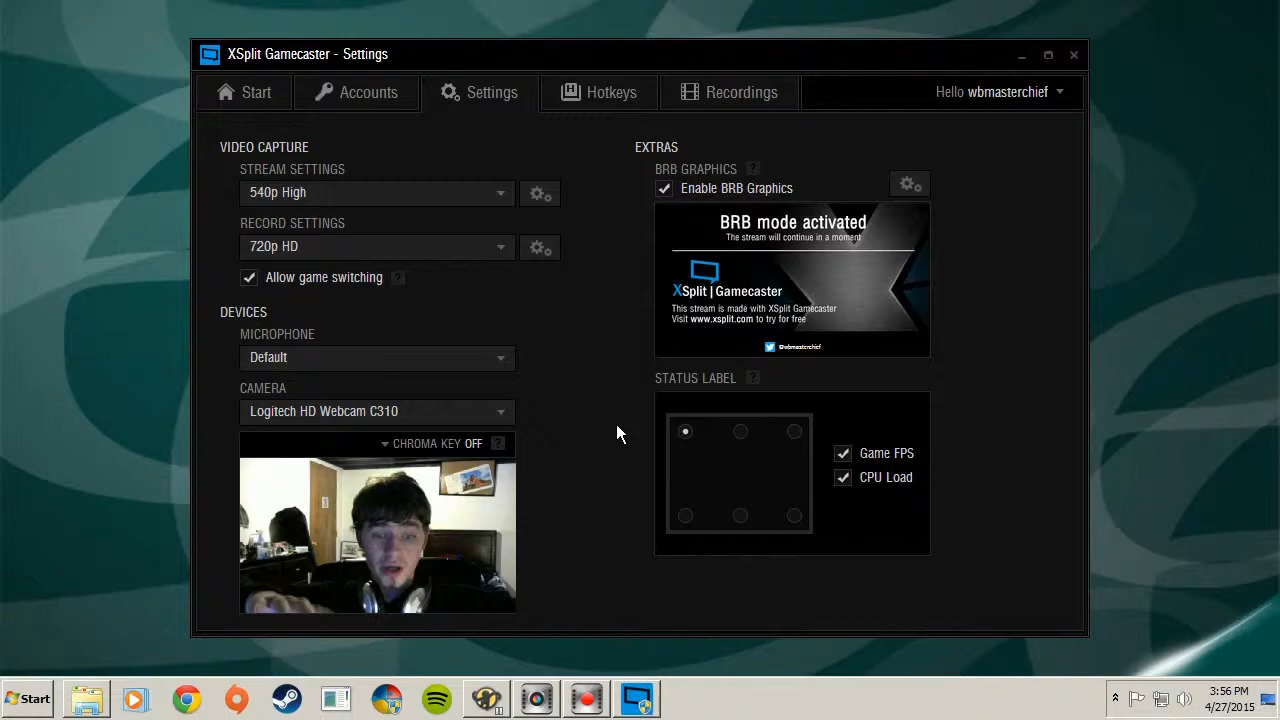 XSplit Gamecaster - Settings
Start
Accounts
Settings
Hotkeys
Recordings
Hello wbmasterchief
VIDEO CAPTURE
STREAM SETTINGS
540p High
RECORD SETTINGS
720p HD
Allow game switching ?
DEVICES
MICROPHONE
Default
CAMERA
Logitech HD Webcam C310
CHROMA KEY OFF ?
EXTRAS
BRB GRAPHICS ?
Enable BRB Graphics
BRB mode activated
The stream will continue in a moment
XSplit | Gamecaster
This stream is made with XSplit Gamecaster
Visit www.xsplit.com to try for free
@wbmasterchief
STATUS LABEL ?
Game FPS
CPU Load
Start
3:56 PM
4/27/2015